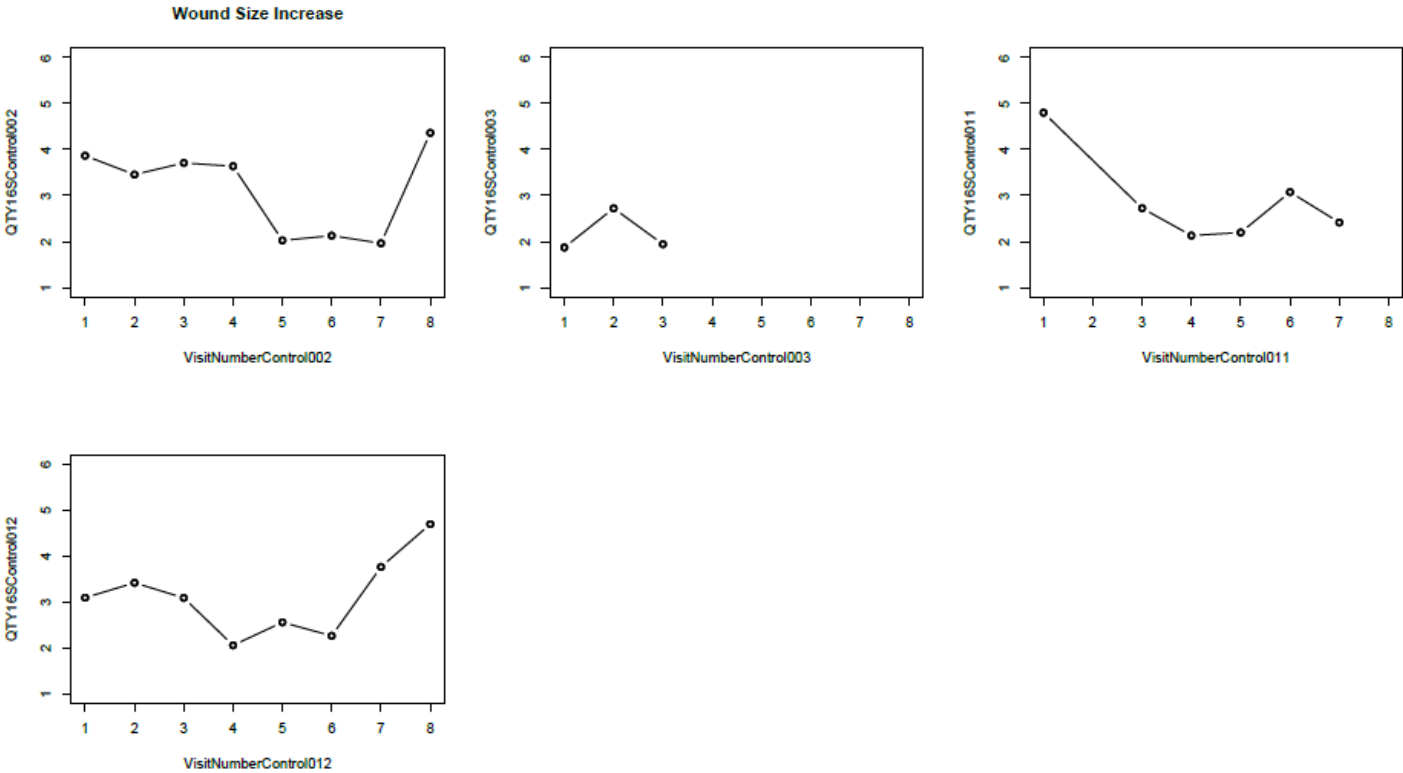 Wound Size Increase
QTY16SControl002
6
5
4
3
2
1
1 2 3 4 5 6 7 8
VisitNumberControl002
QTY16SControl003
6
5
4
3
2
1
1 2 3 4 5 6 7 8
VisitNumberControl003
QTY16SControl011
6
5
4
3
2
1
1 2 3 4 5 6 7 8
VisitNumberControl011
QTY16SControl012
6
5
4
3
2
1
1 2 3 4 5 6 7 8
VisitNumberControl012